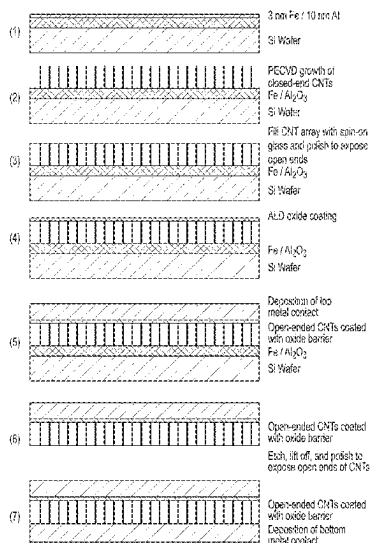 (1)
3 nm Fe / 10 nm Al
Si Wafer
(2)
PECVD growth of
closed-end CNTs
Fe / Al2O3
Si Wafer
(3)
Fill CNT array with spin-on
glass and polish to expose
open ends
Fe / Al2O3
Si Wafer
(4)
ALD oxide coating
Fe / Al2O3
Si Wafer
(5)
Deposition of top
metal contact
Open-ended CNTs coated
with oxide barrier
Fe / Al2O3
Si Wafer
(6)
Open-ended CNTs coated
with oxide barrier
Etch, lift off, and polish to
expose open ends of CNTs
(7)
Open-ended CNTs coated
with oxide barrier
Deposition of bottom
metal contact